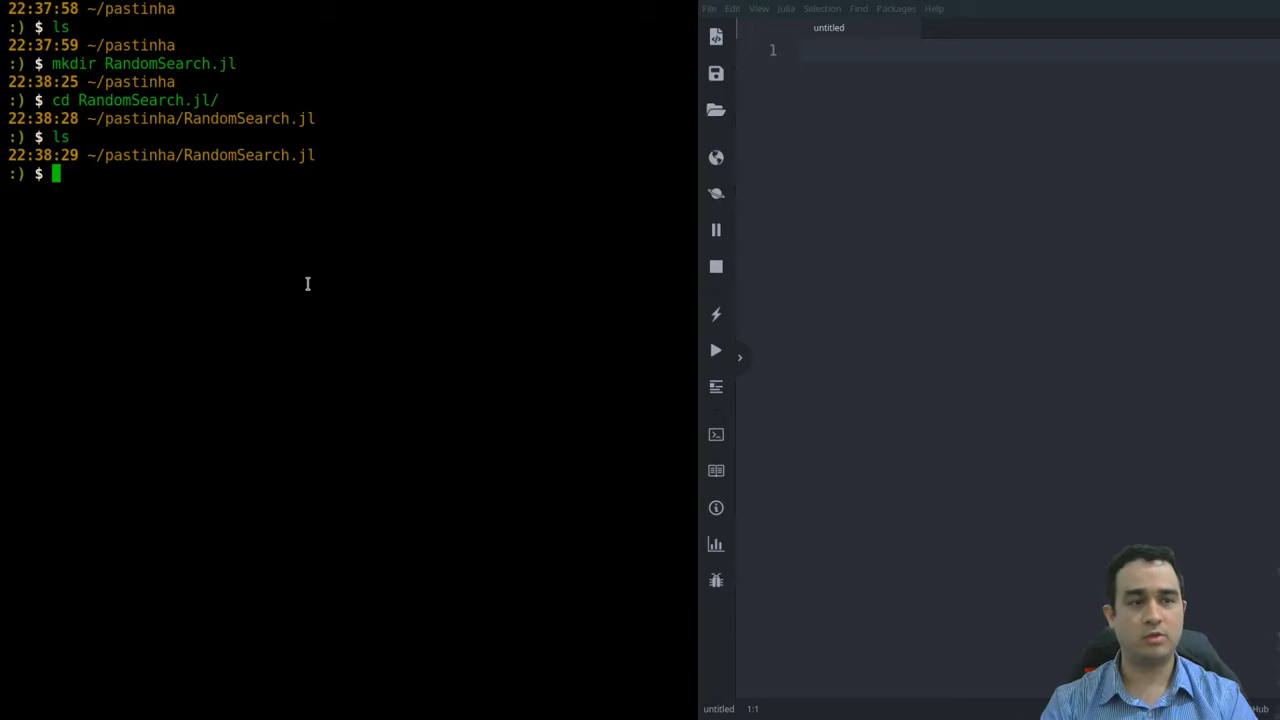 22:37:58 ~/pastinha
:) $ ls
22:37:59 ~/pastinha
:) $ mkdir RandomSearch.jl
22:38:25 ~/pastinha
:) $ cd RandomSearch.jl/
22:38:28 ~/pastinha/RandomSearch.jl
:) $ ls
22:38:29 ~/pastinha/RandomSearch.jl
:) $
File Edit View Julia Selection Find Packages Help
untitled
1
untitled 1:1
Hub